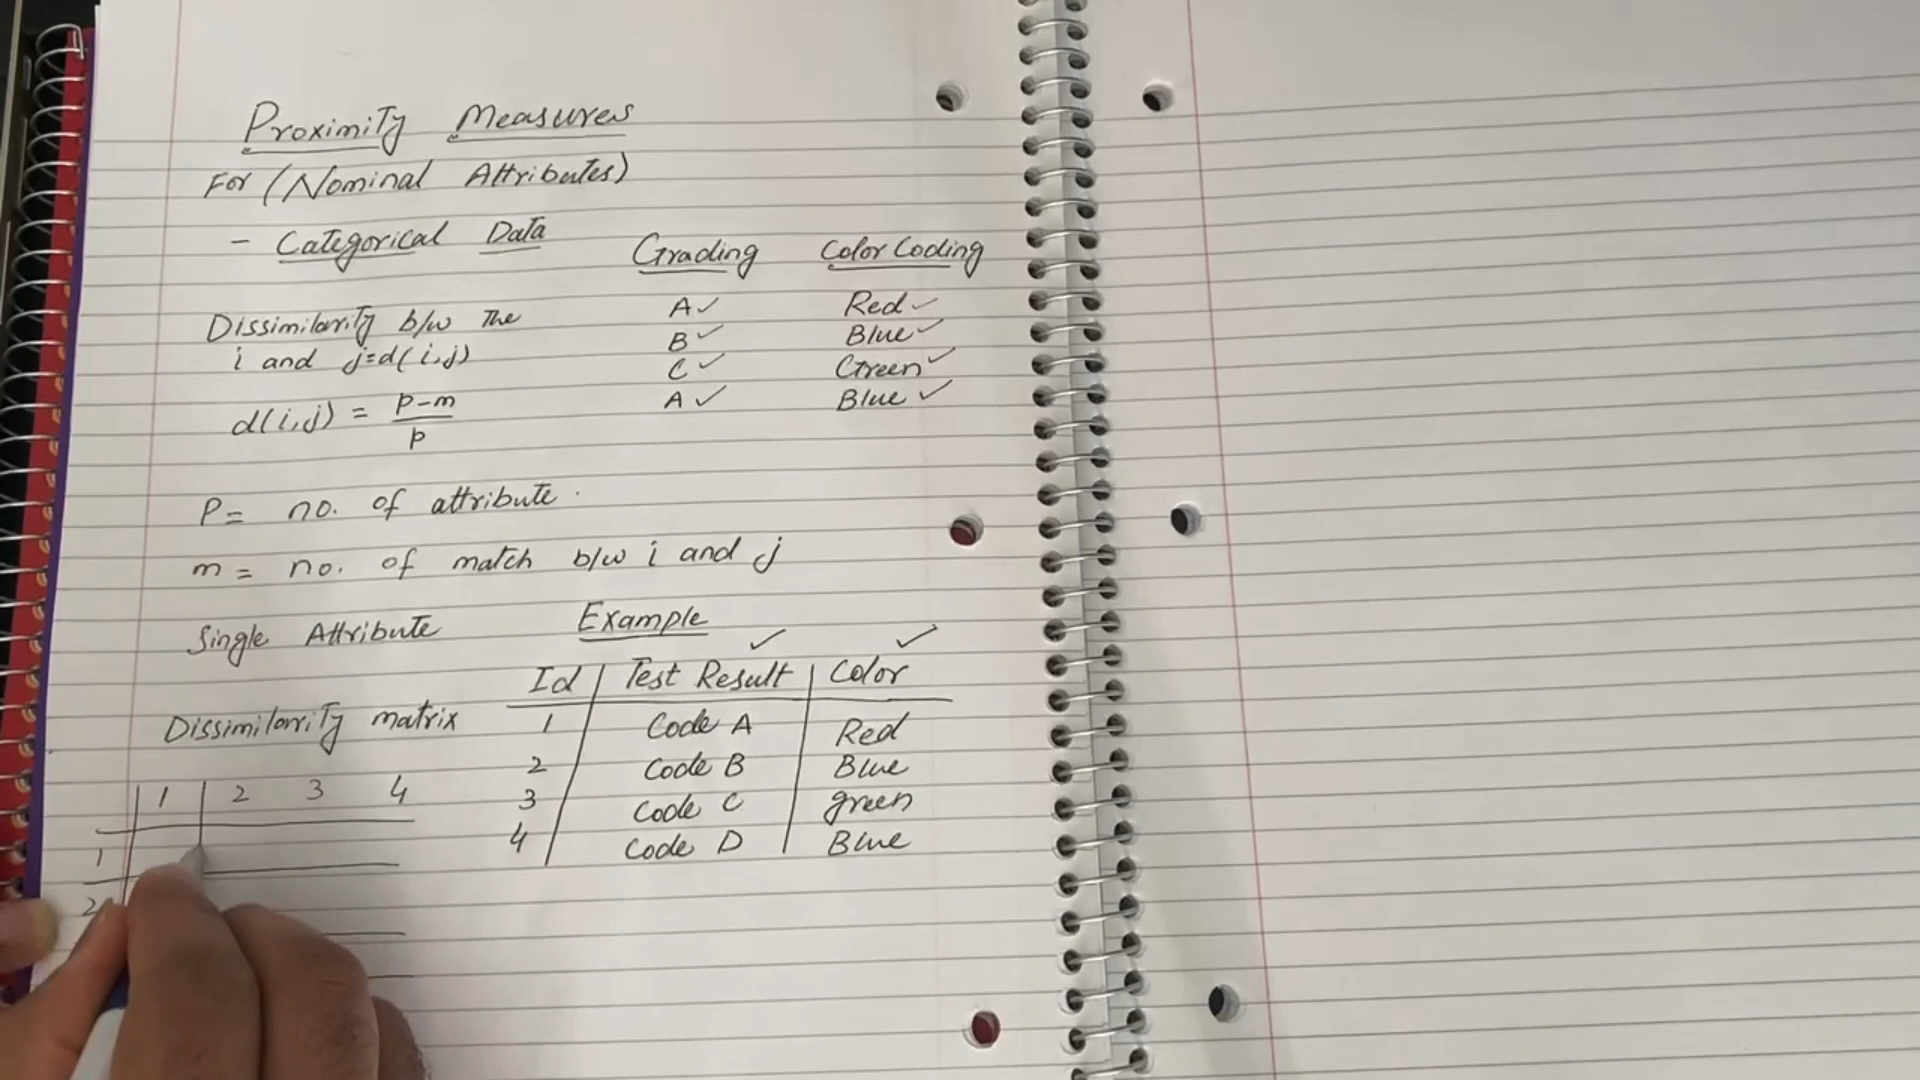 Proximity Measures
For (Nominal Attributes)
- Categorical Data
Grading Color Coding
A✓ Red✓
B✓ Blue✓
C✓ Green✓
A✓ Blue✓
Dissimilarity b/w the
i and j=d(i,j)
d(i,j) = p-m
p
P= no. of attribute.
m = no. of match b/w i and j
Single Attribute
Example
✓ ✓
Id Test Result Color
1 Code A Red
2 Code B Blue
3 Code C green
4 Code D Blue
Dissimilarity matrix
1 2 3 4
1
2